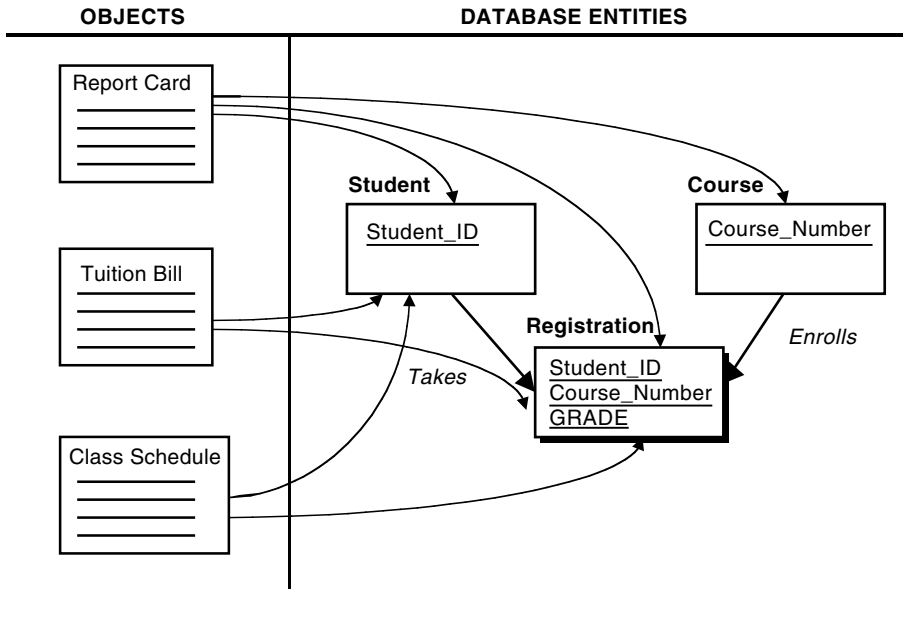 OBJECTS
DATABASE ENTITIES
Report Card
Student
Course
Student_ID
Course_Number
Tuition Bill
Registration
Enrolls
Student_ID
Takes
Course_Number
GRADE
Class Schedule